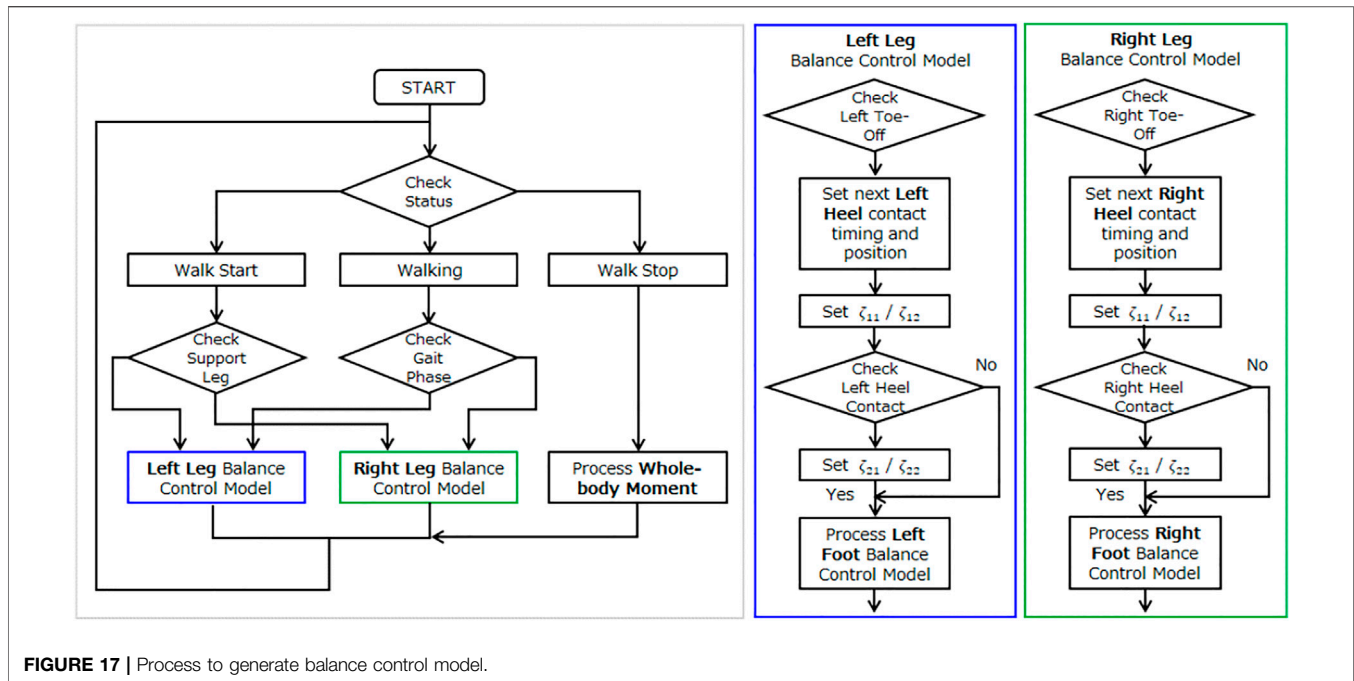 START
Check
Status
Walk Start
Walking
Walk Stop
Check
Support
Leg
Check
Gait
Phase
Left Leg Balance
Control Model
Right Leg Balance
Control Model
Process Whole-
body Moment
Left Leg
Balance Control Model
Check
Left Toe-
Off
Set next Left
Heel contact
timing and
position
Set ζ₁₁ / ζ₁₂
Check
Left Heel
Contact
No
Set ζ₂₁ / ζ₂₂
Yes
Process Left
Foot Balance
Control Model
Right Leg
Balance Control Model
Check
Right Toe-
Off
Set next Right
Heel contact
timing and
position
Set ζ₁₁ / ζ₁₂
Check
Right Heel
Contact
No
Set ζ₂₁ / ζ₂₂
Yes
Process Right
Foot Balance
Control Model
FIGURE 17 | Process to generate balance control model.